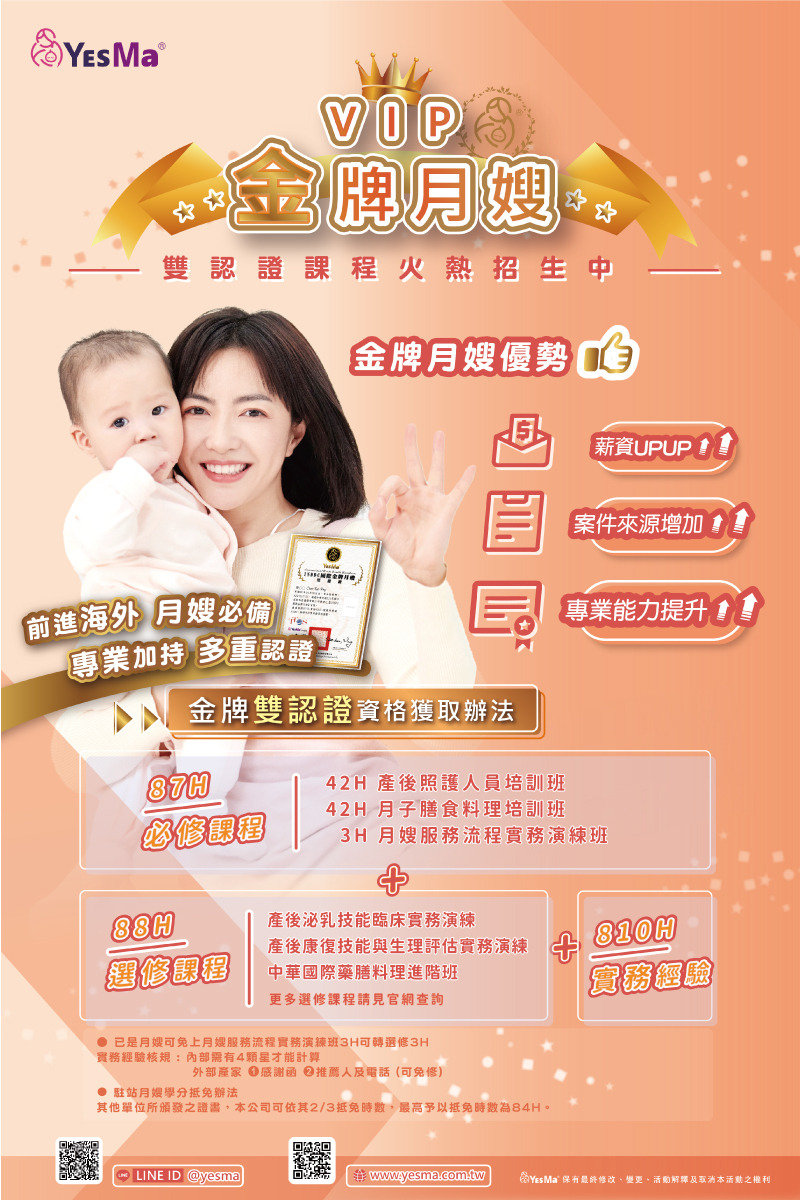 YesMa®
VIP
金牌月嫂
雙認證課程火熱招生中
金牌月嫂優勢
薪資UPUP
案件來源增加
專業能力提升
YesMa
前進海外 月嫂必備
專業加持 多重認證
金牌雙認證資格獲取辦法
87H
必修課程
42H 產後照護人員培訓班
42H 月子膳食料理培訓班
3H 月嫂服務流程實務演練班
+
88H
選修課程
產後泌乳技能臨床實務演練
產後康復技能與生理評估實務演練
中華國際藥膳料理進階班
更多選修課程請見官網查詢
+
810H
實務經驗
● 已是月嫂可免上月嫂服務流程實務演練班3H可轉選修3H
實務經驗核規：內部需有4顆星才能計算
外部產家 ❶感謝函 ❷推薦人及電話 (可免修)
● 駐站月嫂學分抵免辦法
其他單位所頒發之證書，本公司可依其2/3抵免時數，最高予以抵免時數為84H。
LINE LINE ID @yesma
www.yesma.com.tw
YesMa® 保有最終修改、變更、活動解釋及取消本活動之權利